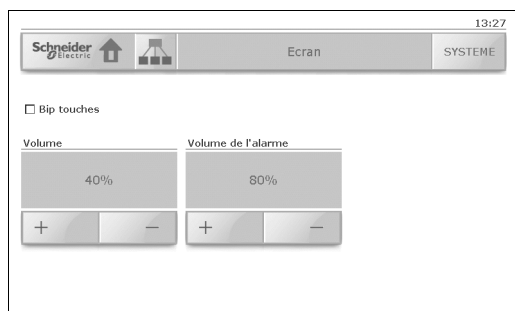 13:27
Schneider Electric Ecran SYSTEME
Bip touches
Volume Volume de l'alarme
40% 80%
+ − + −